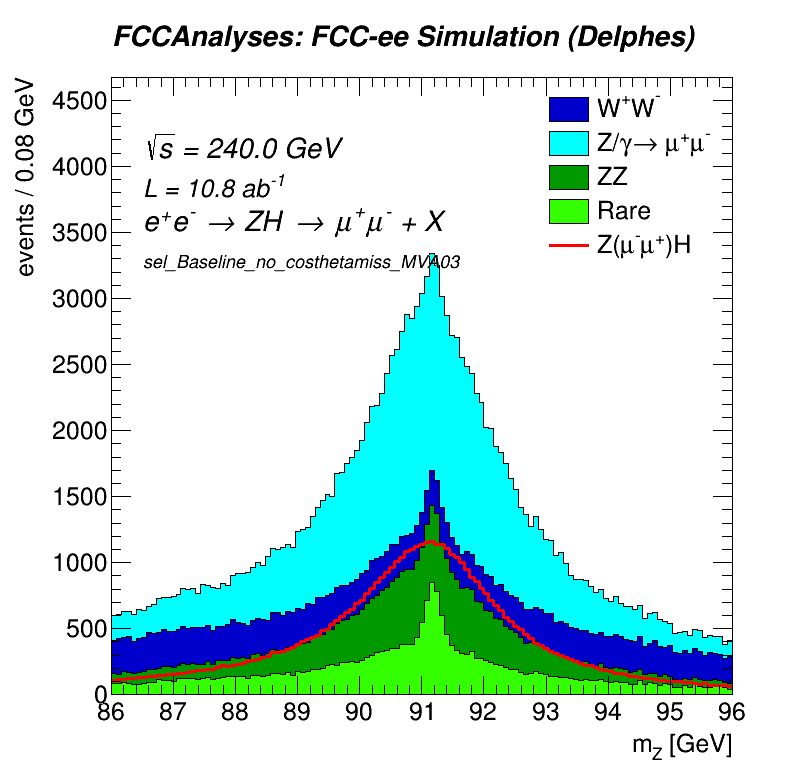 FCCAnalyses: FCC-ee Simulation (Delphes)
events / 0.08 GeV
4500
4000
3500
3000
2500
2000
1500
1000
500
0
√s = 240.0 GeV
L = 10.8 ab⁻¹
e⁺e⁻ → ZH → μ⁺μ⁻ + X
sel_Baseline_no_costhetamiss_MVA03
W⁺W⁻
Z/γ→ μ⁺μ⁻
ZZ
Rare
Z(μ⁻μ⁺)H
86 87 88 89 90 91 92 93 94 95 96
m_Z [GeV]